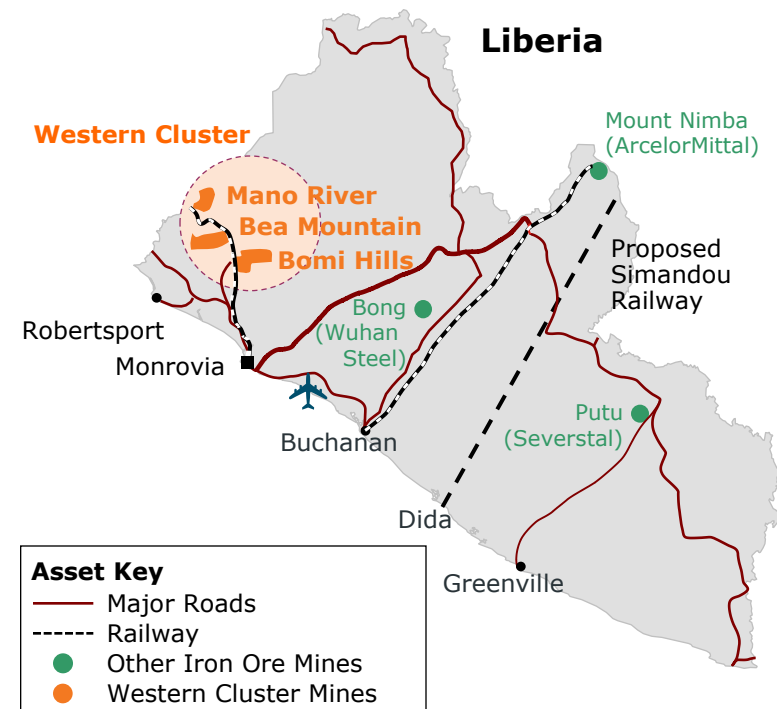 Liberia
Western Cluster
Mount Nimba
(ArcelorMittal)
Mano River
Bea Mountain
Bomi Hills
Proposed
Simandou
Railway
Bong
(Wuhan
Steel)
Robertsport
Monrovia
Buchanan
Putu
(Severstal)
Dida
Greenville
Asset Key
Major Roads
Railway
Other Iron Ore Mines
Western Cluster Mines